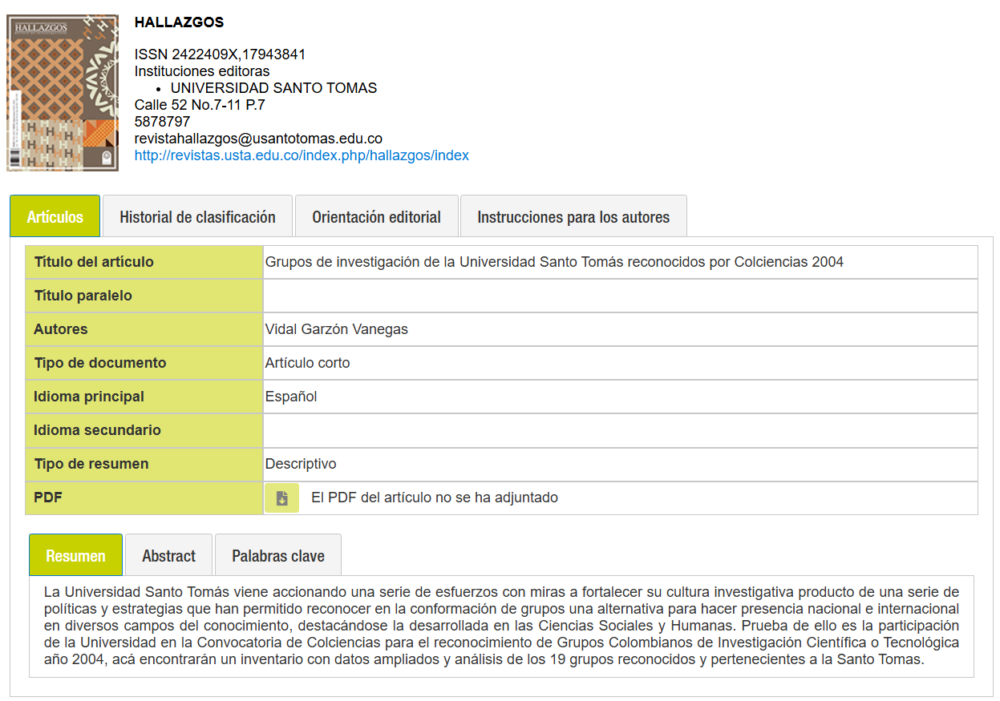 HALLAZGOS
HALLAZGOS
ISSN 2422409X,17943841
Instituciones editoras
• UNIVERSIDAD SANTO TOMAS
Calle 52 No.7-11 P.7
5878797
revistahallazgos@usantotomas.edu.co
http://revistas.usta.edu.co/index.php/hallazgos/index
Artículos Historial de clasificación Orientación editorial Instrucciones para los autores
Título del artículo Grupos de investigación de la Universidad Santo Tomás reconocidos por Colciencias 2004
Título paralelo
Autores Vidal Garzón Vanegas
Tipo de documento Artículo corto
Idioma principal Español
Idioma secundario
Tipo de resumen Descriptivo
PDF El PDF del artículo no se ha adjuntado
Resumen Abstract Palabras clave
La Universidad Santo Tomás viene accionando una serie de esfuerzos con miras a fortalecer su cultura investigativa producto de una serie de
políticas y estrategias que han permitido reconocer en la conformación de grupos una alternativa para hacer presencia nacional e internacional
en diversos campos del conocimiento, destacándose la desarrollada en las Ciencias Sociales y Humanas. Prueba de ello es la participación
de la Universidad en la Convocatoria de Colciencias para el reconocimiento de Grupos Colombianos de Investigación Científica o Tecnológica
año 2004, acá encontrarán un inventario con datos ampliados y análisis de los 19 grupos reconocidos y pertenecientes a la Santo Tomas.